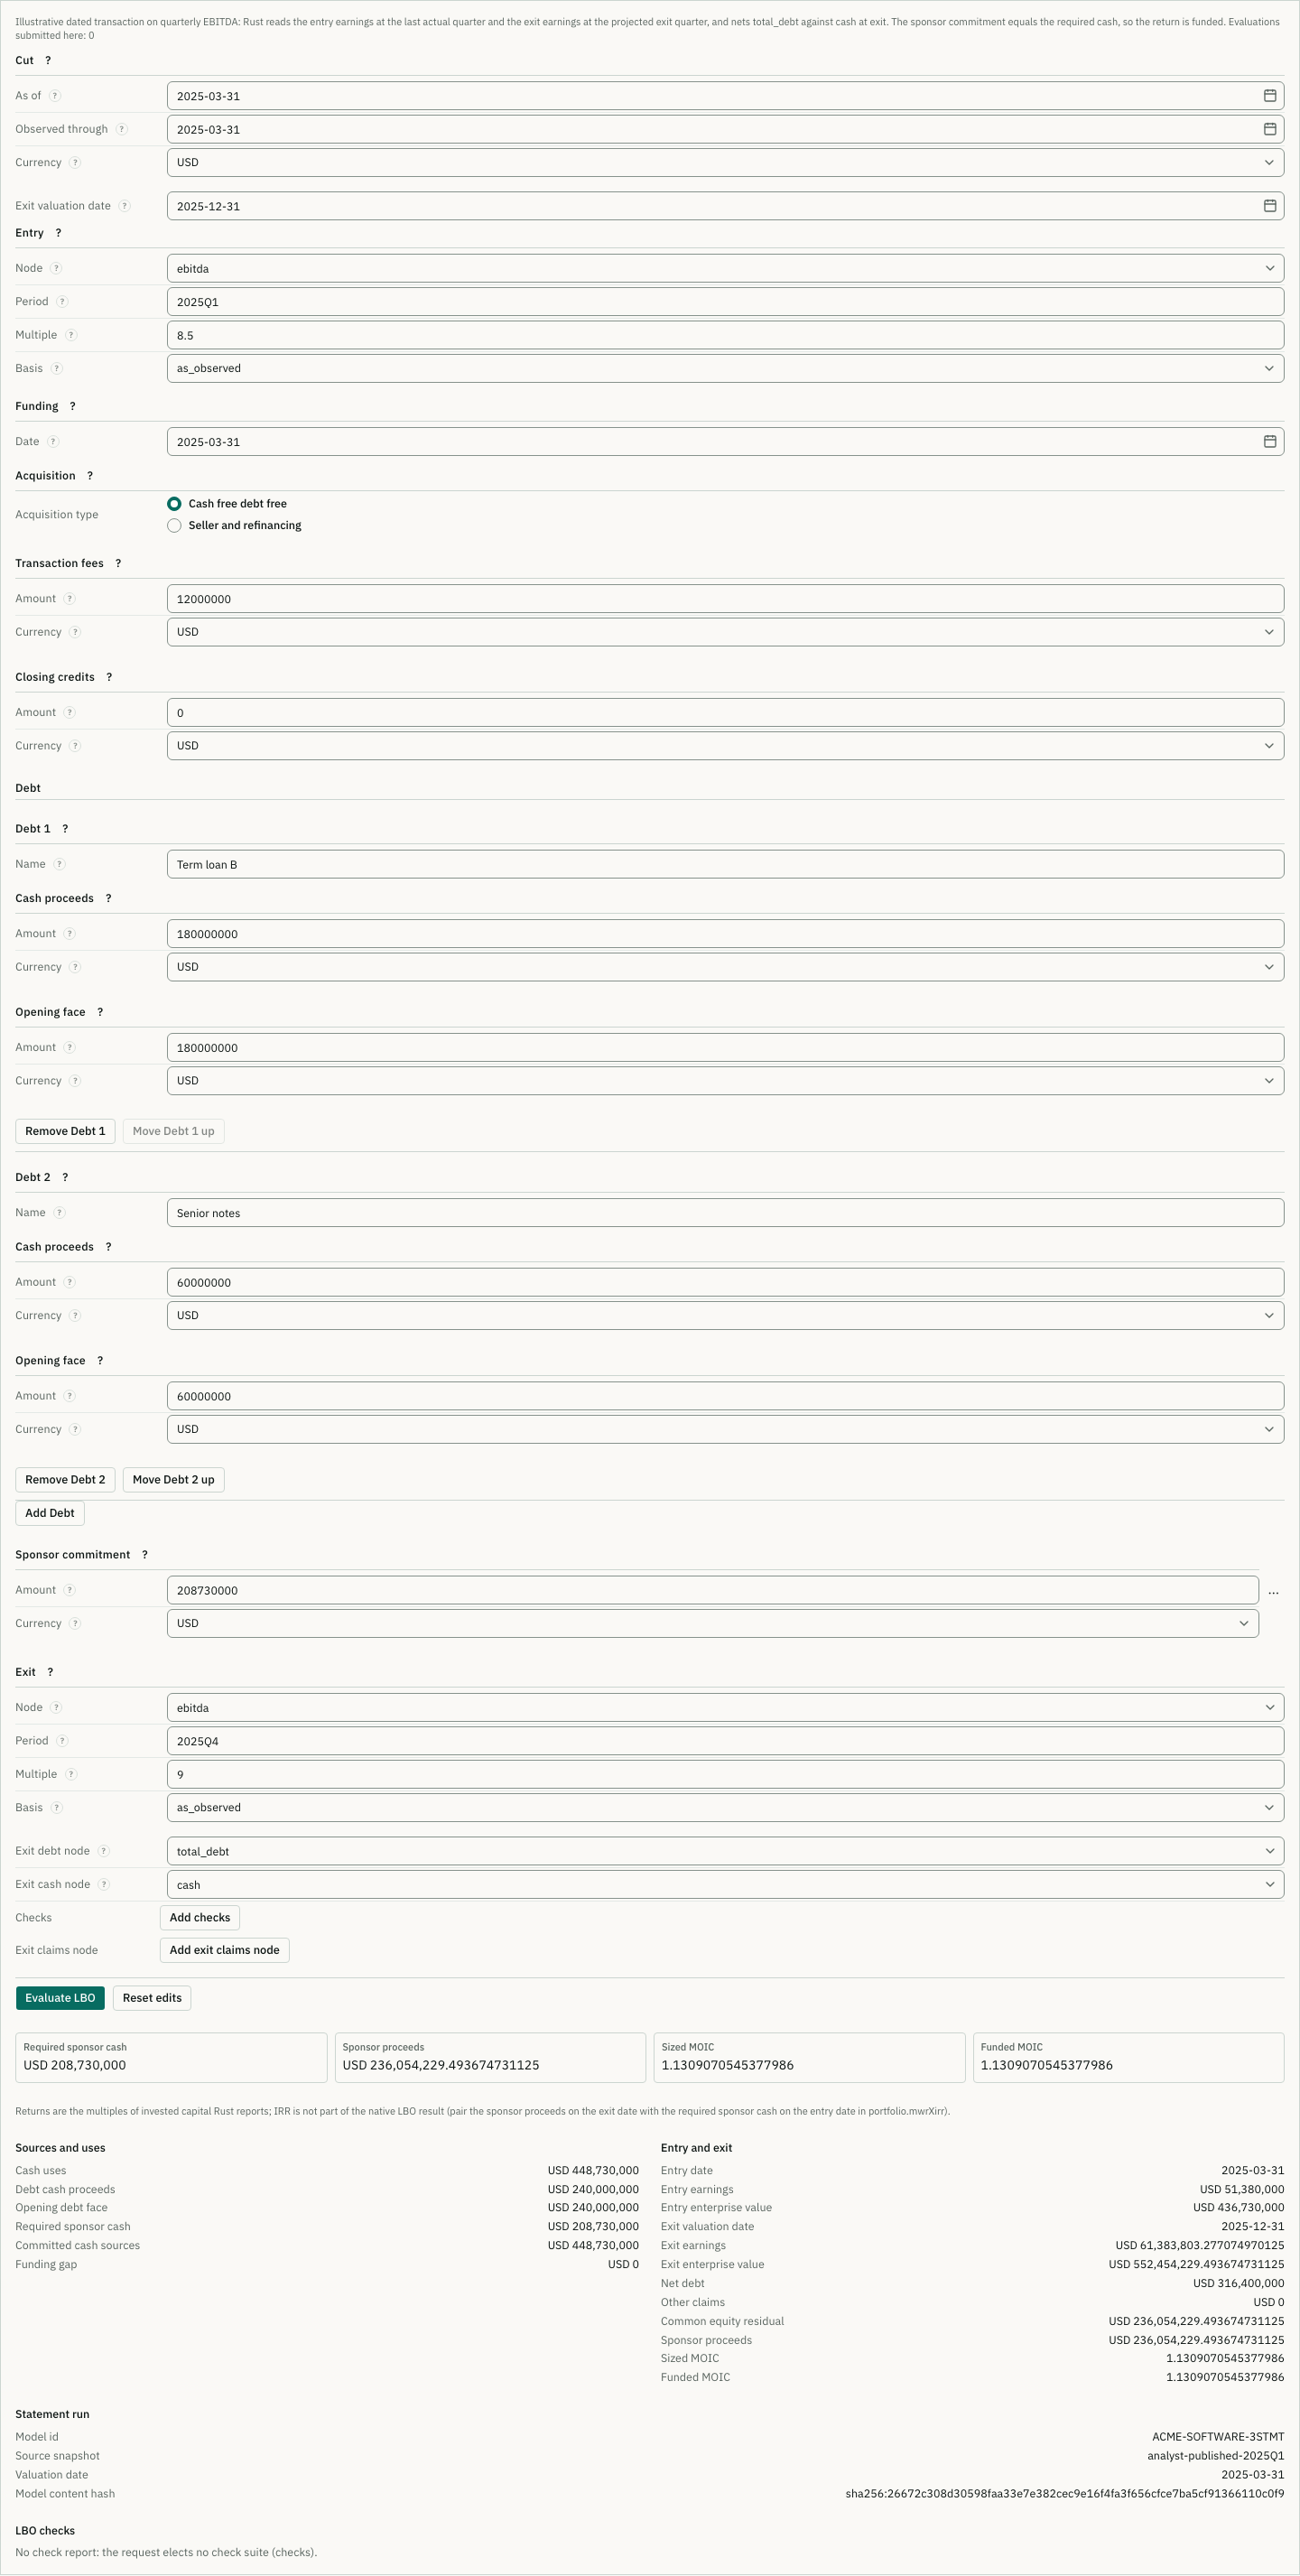 Illustrative dated transaction on quarterly EBITDA: Rust reads the entry earnings at the last actual quarter and the exit earnings at the projected exit quarter, and nets total_debt against cash at exit. The sponsor commitment equals the required cash, so the return is funded. Evaluations
submitted here: 0
Cut ?
As of ? 2025-03-31
Observed through ? 2025-03-31
Currency ? USD
Exit valuation date ? 2025-12-31
Entry ?
Node ? ebitda
Period ? 2025Q1
Multiple ? 8.5
Basis ? as_observed
Funding ?
Date ? 2025-03-31
Acquisition ?
Cash free debt free
Acquisition type
Seller and refinancing
Transaction fees ?
Amount ? 12000000
Currency ? USD
Closing credits ?
Amount ? 0
Currency ? USD
Debt
Debt 1 ?
Name ? Term loan B
Cash proceeds ?
Amount ? 180000000
Currency ? USD
Opening face ?
Amount ? 180000000
Currency ? USD
Remove Debt 1 Move Debt 1 up
Debt 2 ?
Name ? Senior notes
Cash proceeds ?
Amount ? 60000000
Currency ? USD
Opening face ?
Amount ? 60000000
Currency ? USD
Remove Debt 2 Move Debt 2 up
Add Debt
Sponsor commitment ?
Amount ? 208730000 ...
Currency ? USD
Exit ?
Node ? ebitda
Period ? 2025Q4
Multiple ? 9
Basis ? as_observed
Exit debt node ? total_debt
Exit cash node ? cash
Checks Add checks
Exit claims node Add exit claims node
Evaluate LBO Reset edits
Required sponsor cash Sponsor proceeds Sized MOIC Funded MOIC
USD 208,730,000 USD 236,054,229.493674731125 1.1309070545377986 1.1309070545377986
Returns are the multiples of invested capital Rust reports; IRR is not part of the native LBO result (pair the sponsor proceeds on the exit date with the required sponsor cash on the entry date in portfolio.mwrXirr).
Sources and uses
Cash uses USD 448,730,000
Debt cash proceeds USD 240,000,000
Opening debt face USD 240,000,000
Required sponsor cash USD 208,730,000
Committed cash sources USD 448,730,000
Funding gap USD 0
Entry and exit
Entry date 2025-03-31
Entry earnings USD 51,380,000
Entry enterprise value USD 436,730,000
Exit valuation date 2025-12-31
Exit earnings USD 61,383,803.277074970125
Exit enterprise value USD 552,454,229.493674731125
Net debt USD 316,400,000
Other claims USD 0
Common equity residual USD 236,054,229.493674731125
Sponsor proceeds USD 236,054,229.493674731125
Sized MOIC 1.1309070545377986
Funded MOIC 1.1309070545377986
Statement run
Model id ACME-SOFTWARE-3STMT
Source snapshot analyst-published-2025Q1
Valuation date 2025-03-31
Model content hash sha256:26672c308d30598faa33e7e382cec9e16f4fa3f656cfce7ba5cf91366110c0f9
LBO checks
No check report: the request elects no check suite (checks).